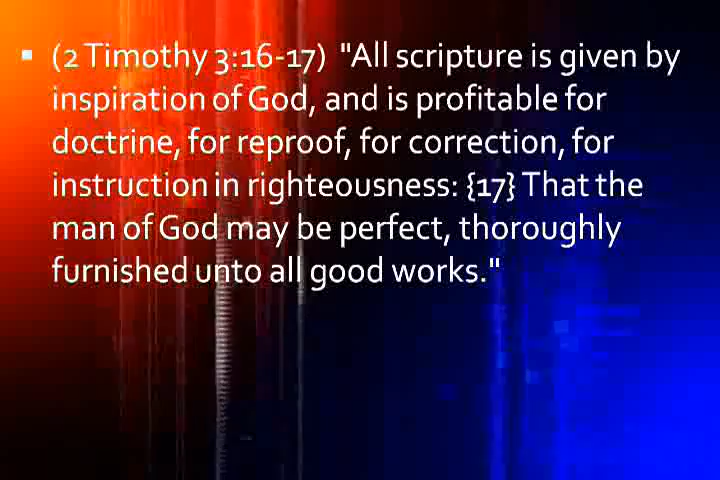 ▪ (2 Timothy 3:16-17) "All scripture is given by
inspiration of God, and is profitable for
doctrine, for reproof, for correction, for
instruction in righteousness: {17} That the
man of God may be perfect, thoroughly
furnished unto all good works."